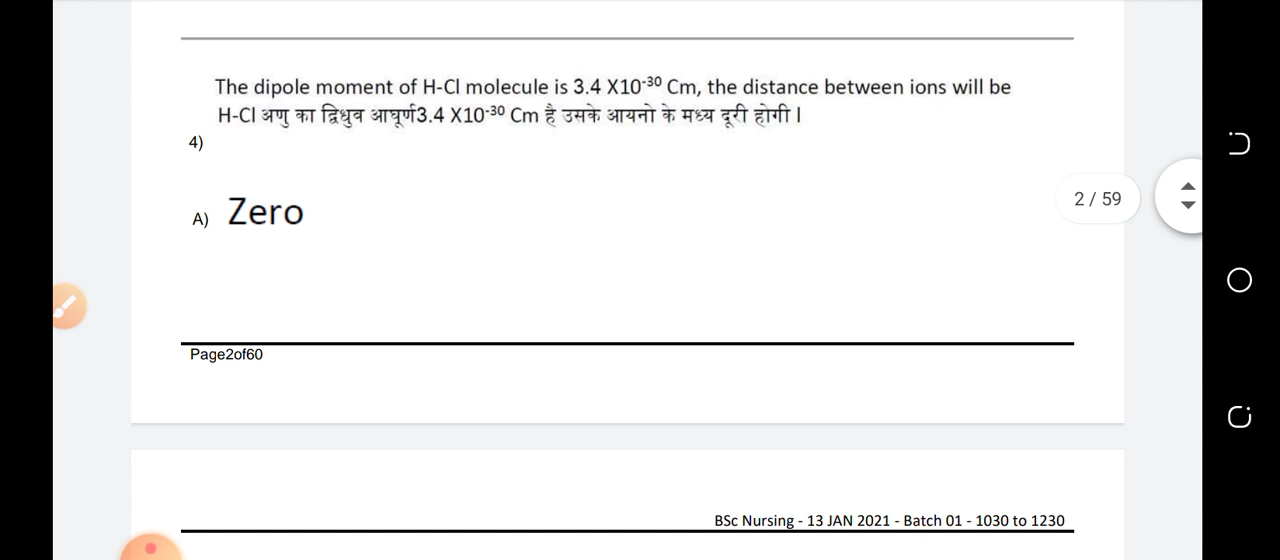 The dipole moment of H-Cl molecule is 3.4 X10⁻³⁰ Cm, the distance between ions will be
H-Cl अणु का द्विधुव आघूर्ण3.4 X10⁻³⁰ Cm है उसके आयनो के मध्य दूरी होगी l
4)
2 / 59
A) Zero
Page2of60
BSc Nursing - 13 JAN 2021 - Batch 01 - 1030 to 1230